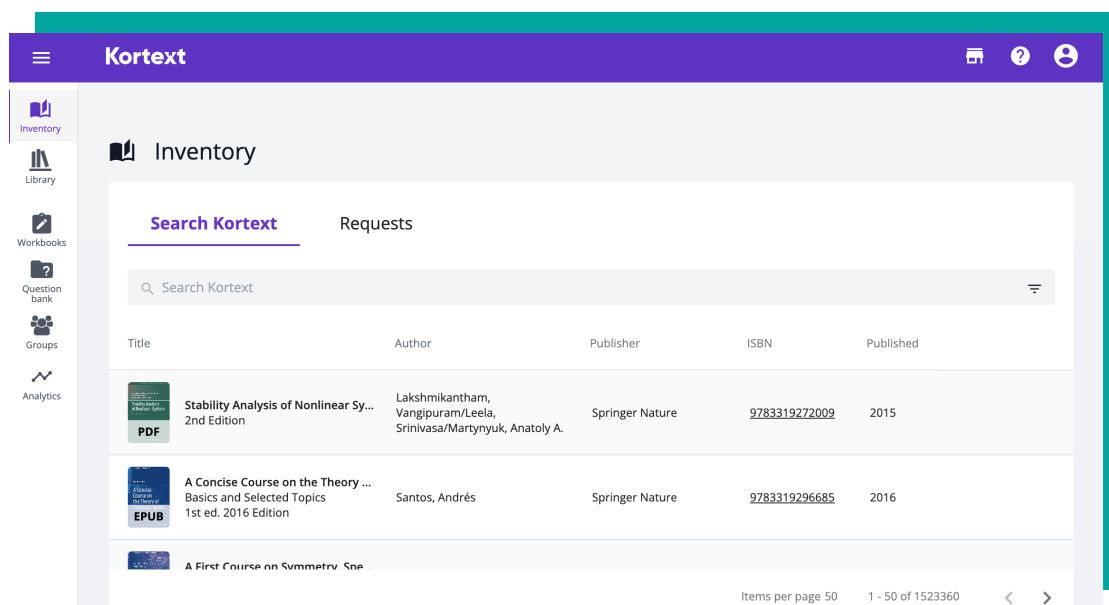 Kortext
Inventory
Library
Workbooks
Question
bank
Groups
Analytics
Inventory
Search Kortext
Requests
Search Kortext
Title
Author
Publisher
ISBN
Published
PDF
Stability Analysis of Nonlinear Sy...
2nd Edition
Lakshmikantham,
Vangipuram/Leela,
Srinivasa/Martynyuk, Anatoly A.
Springer Nature
9783319272009
2015
EPUB
A Concise Course on the Theory ...
Basics and Selected Topics
1st ed. 2016 Edition
Santos, Andrés
Springer Nature
9783319296685
2016
A First Course on Symmetry, Spe...
Items per page 50
1 - 50 of 1523360